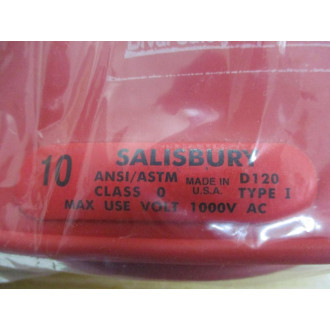 10
SALISBURY
ANSI/ASTM MADE IN D120
CLASS 0 U.S.A. TYPE I
MAX USE VOLT 1000V AC